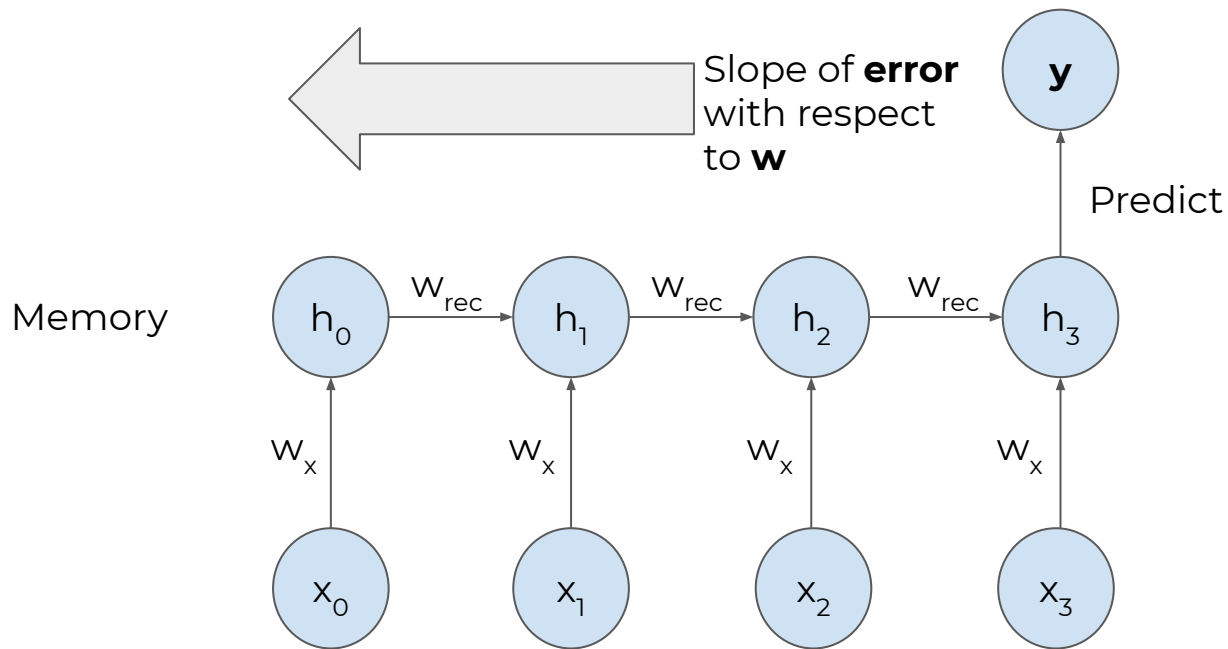 Slope of error
with respect
to w
y
Predict
Memory
h0
wrec
h1
wrec
h2
wrec
h3
wx
wx
wx
wx
x0
x1
x2
x3